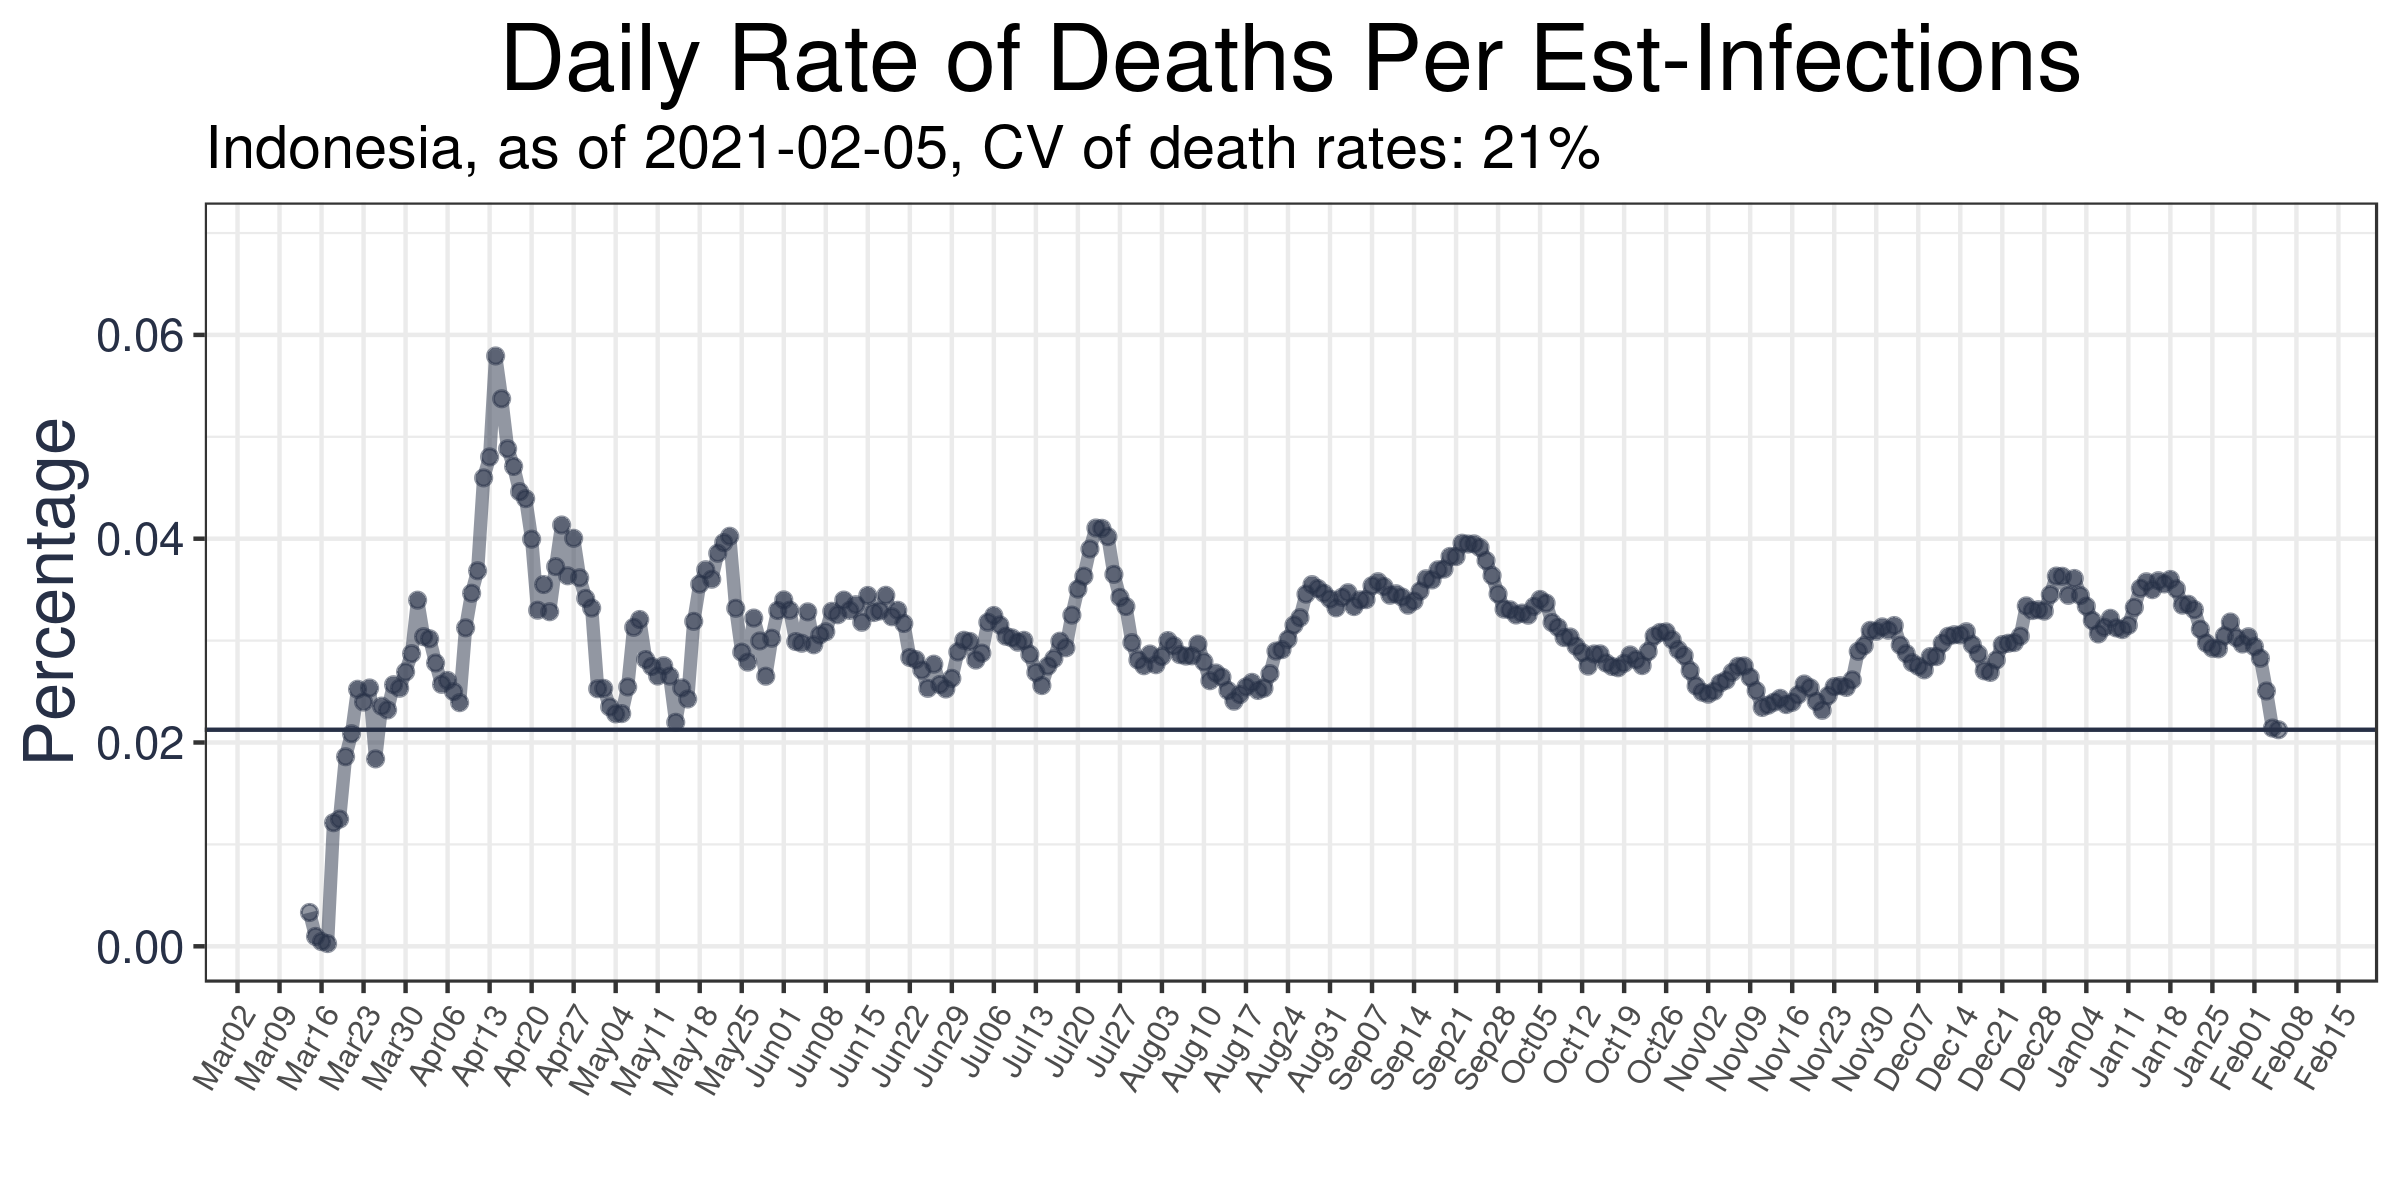 Daily Rate of Deaths Per Est-Infections
Indonesia, as of 2021-02-05, CV of death rates: 21%
Percentage
0.06
0.04
0.02
0.00
Mar02
Mar09
Mar16
Mar23
Mar30
Apr06
Apr13
Apr20
Apr27
May04
May11
May18
May25
Jun01
Jun08
Jun15
Jun22
Jun29
Jul06
Jul13
Jul20
Jul27
Aug03
Aug10
Aug17
Aug24
Aug31
Sep07
Sep14
Sep21
Sep28
Oct05
Oct12
Oct19
Oct26
Nov02
Nov09
Nov16
Nov23
Nov30
Dec07
Dec14
Dec21
Dec28
Jan04
Jan11
Jan18
Jan25
Feb01
Feb08
Feb15